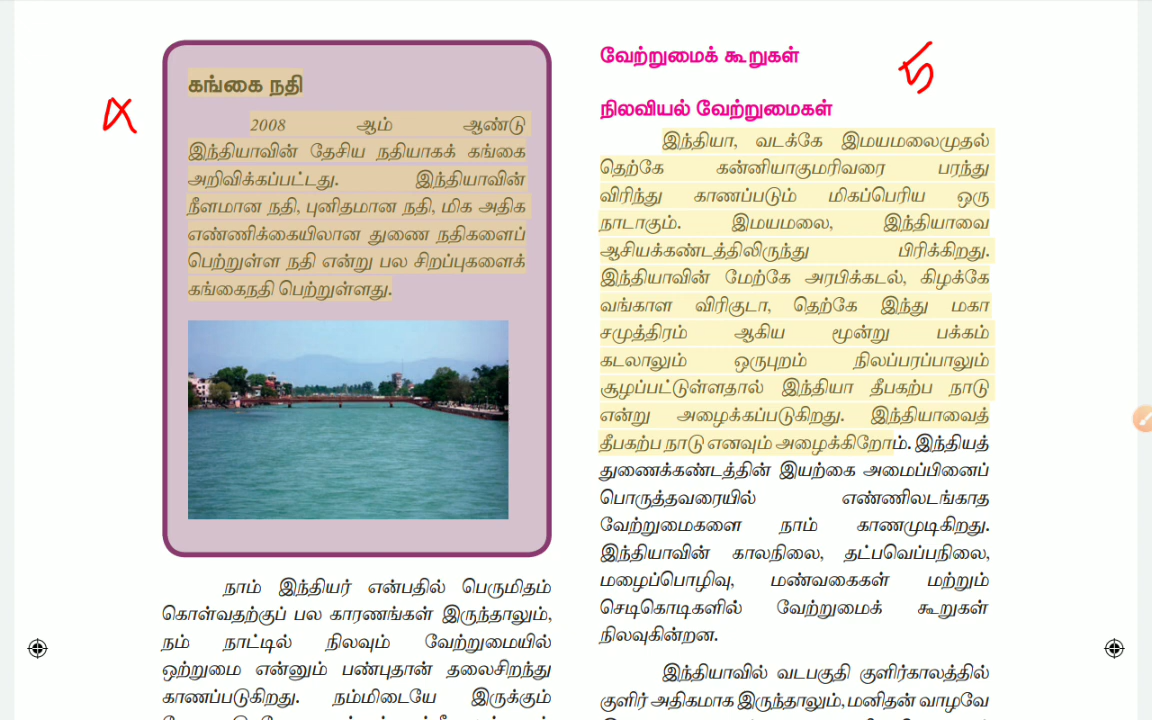 கங்கை நதி
2008 ஆம் ஆண்டு
இந்தியாவின் தேசிய நதியாகக் கங்கை
அறிவிக்கப்பட்டது. இந்தியாவின்
நீளமான நதி, புனிதமான நதி, மிக அதிக
எண்ணிக்கையிலான துணை நதிகளைப்
பெற்றுள்ள நதி என்று பல சிறப்புகளைக்
கங்கைநதி பெற்றுள்ளது.
நாம் இந்தியர் என்பதில் பெருமிதம்
கொள்வதற்குப் பல காரணங்கள் இருந்தாலும்,
நம் நாட்டில் நிலவும் வேற்றுமையில்
ஒற்றுமை என்னும் பண்புதான் தலைசிறந்து
காணப்படுகிறது. நம்மிடையே இருக்கும்
வேற்றுமைக் கூறுகள்
நிலவியல் வேற்றுமைகள்
இந்தியா, வடக்கே இமயமலைமுதல்
தெற்கே கன்னியாகுமரிவரை பரந்து
விரிந்து காணப்படும் மிகப்பெரிய ஒரு
நாடாகும். இமயமலை, இந்தியாவை
ஆசியக்கண்டத்திலிருந்து பிரிக்கிறது.
இந்தியாவின் மேற்கே அரபிக்கடல், கிழக்கே
வங்காள விரிகுடா, தெற்கே இந்து மகா
சமுத்திரம் ஆகிய மூன்று பக்கம்
கடலாலும் ஒருபுறம் நிலப்பரப்பாலும்
சூழப்பட்டுள்ளதால் இந்தியா தீபகற்ப நாடு
என்று அழைக்கப்படுகிறது. இந்தியாவைத்
தீபகற்ப நாடு எனவும் அழைக்கிறோம். இந்தியத்
துணைக்கண்டத்தின் இயற்கை அமைப்பினைப்
பொருத்தவரையில் எண்ணிலடங்காத
வேற்றுமைகளை நாம் காணமுடிகிறது.
இந்தியாவின் காலநிலை, தட்பவெப்பநிலை,
மழைப்பொழிவு, மண்வகைகள் மற்றும்
செடிகொடிகளில் வேற்றுமைக் கூறுகள்
நிலவுகின்றன.
இந்தியாவில் வடபகுதி குளிர்காலத்தில்
குளிர் அதிகமாக இருந்தாலும், மனிதன் வாழவே